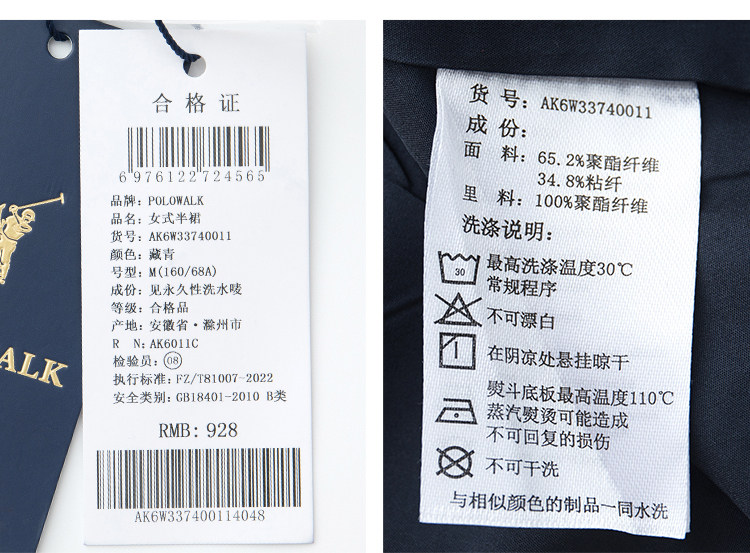 ALK
合格证
6 976122 724565
品牌: POLOWALK
品名: 女式半裙
货号: AK6W33740011
颜色: 藏青
号型: M(160/68A)
成份: 见永久性洗水唛
等级: 合格品
产地: 安徽省·滁州市
R N: AK6011C
检验员: 08
执行标准: FZ/T81007-2022
安全类别: GB18401-2010 B类
RMB: 928
AK6W337400114048
货 号: AK6W33740011
成 份:
面 料: 65.2%聚酯纤维
34.8%粘纤
里 料: 100%聚酯纤维
洗涤说明:
30
最高洗涤温度30℃
常规程序
不可漂白
在阴凉处悬挂晾干
熨斗底板最高温度110℃
蒸汽熨烫可能造成
不可回复的损伤
不可干洗
与相似颜色的制品一同水洗